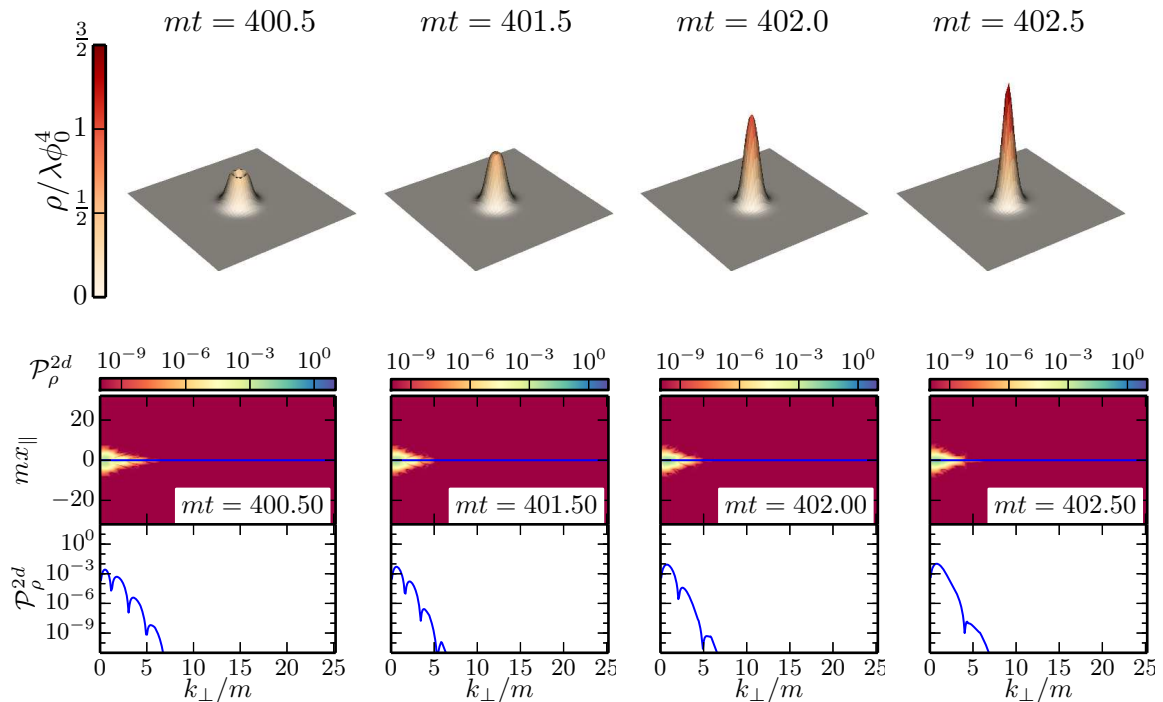 mt = 400.5 mt = 401.5 mt = 402.0 mt = 402.5
3/2
1
1/2
0
ρ/λϕ₀⁴
𝒫ρ²ᵈ
10⁻⁹ 10⁻⁶ 10⁻³ 10⁰ 10⁻⁹ 10⁻⁶ 10⁻³ 10⁰ 10⁻⁹ 10⁻⁶ 10⁻³ 10⁰ 10⁻⁹ 10⁻⁶ 10⁻³ 10⁰
mx∥
20
0
−20
mt = 400.50 mt = 401.50 mt = 402.00 mt = 402.50
𝒫ρ²ᵈ
10⁰
10⁻³
10⁻⁶
10⁻⁹
0 5 10 15 20 25 0 5 10 15 20 25 0 5 10 15 20 25 0 5 10 15 20 25
k⊥/m k⊥/m k⊥/m k⊥/m